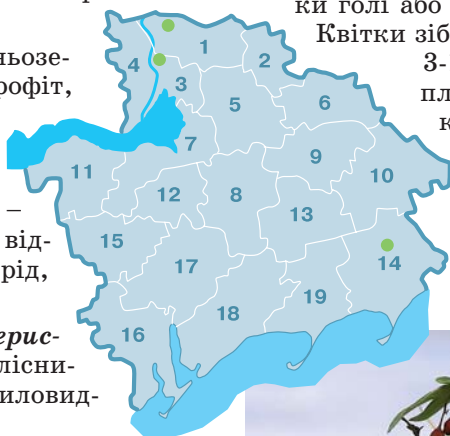 ки голі або
Квітки зіб
ньозе-
рофіт,
3-
пл
к
–
від-
рід,
ерис-
лісни-
иловид-
1
2
3
4
5
6
7
8
9
10
11
12
13
14
15
16
17
18
19